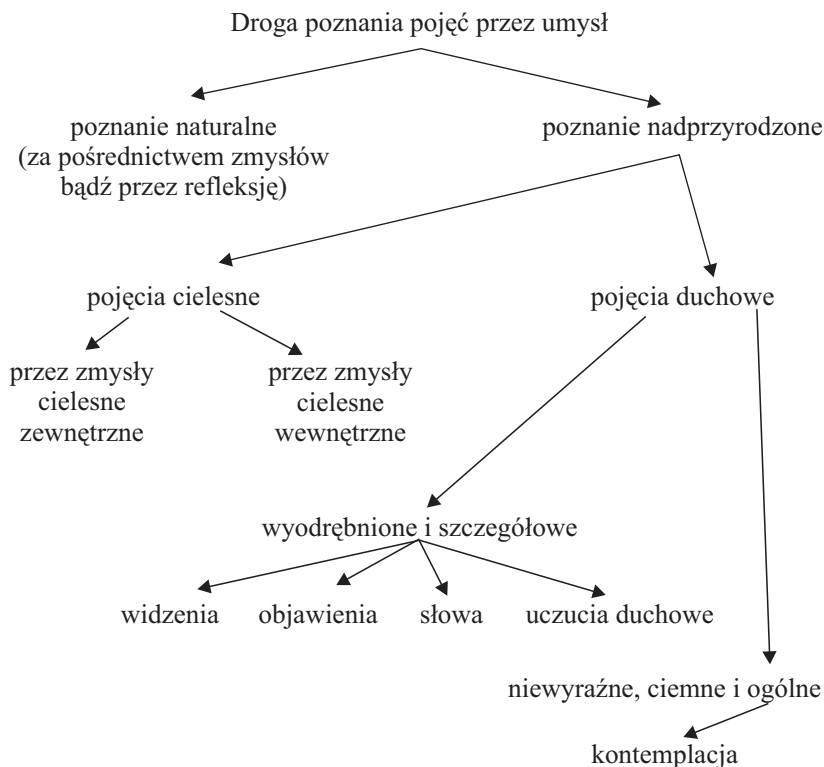 Droga poznania pojęć przez umysł
poznanie naturalne
(za pośrednictwem zmysłów
bądź przez refleksję)
poznanie nadprzyrodzone
pojęcia cielesne
pojęcia duchowe
przez zmysły
cielesne
zewnętrzne
przez zmysły
cielesne
wewnętrzne
wyodrębnione i szczegółowe
widzenia
objawienia
słowa
uczucia duchowe
niewyraźne, ciemne i ogólne
kontemplacja